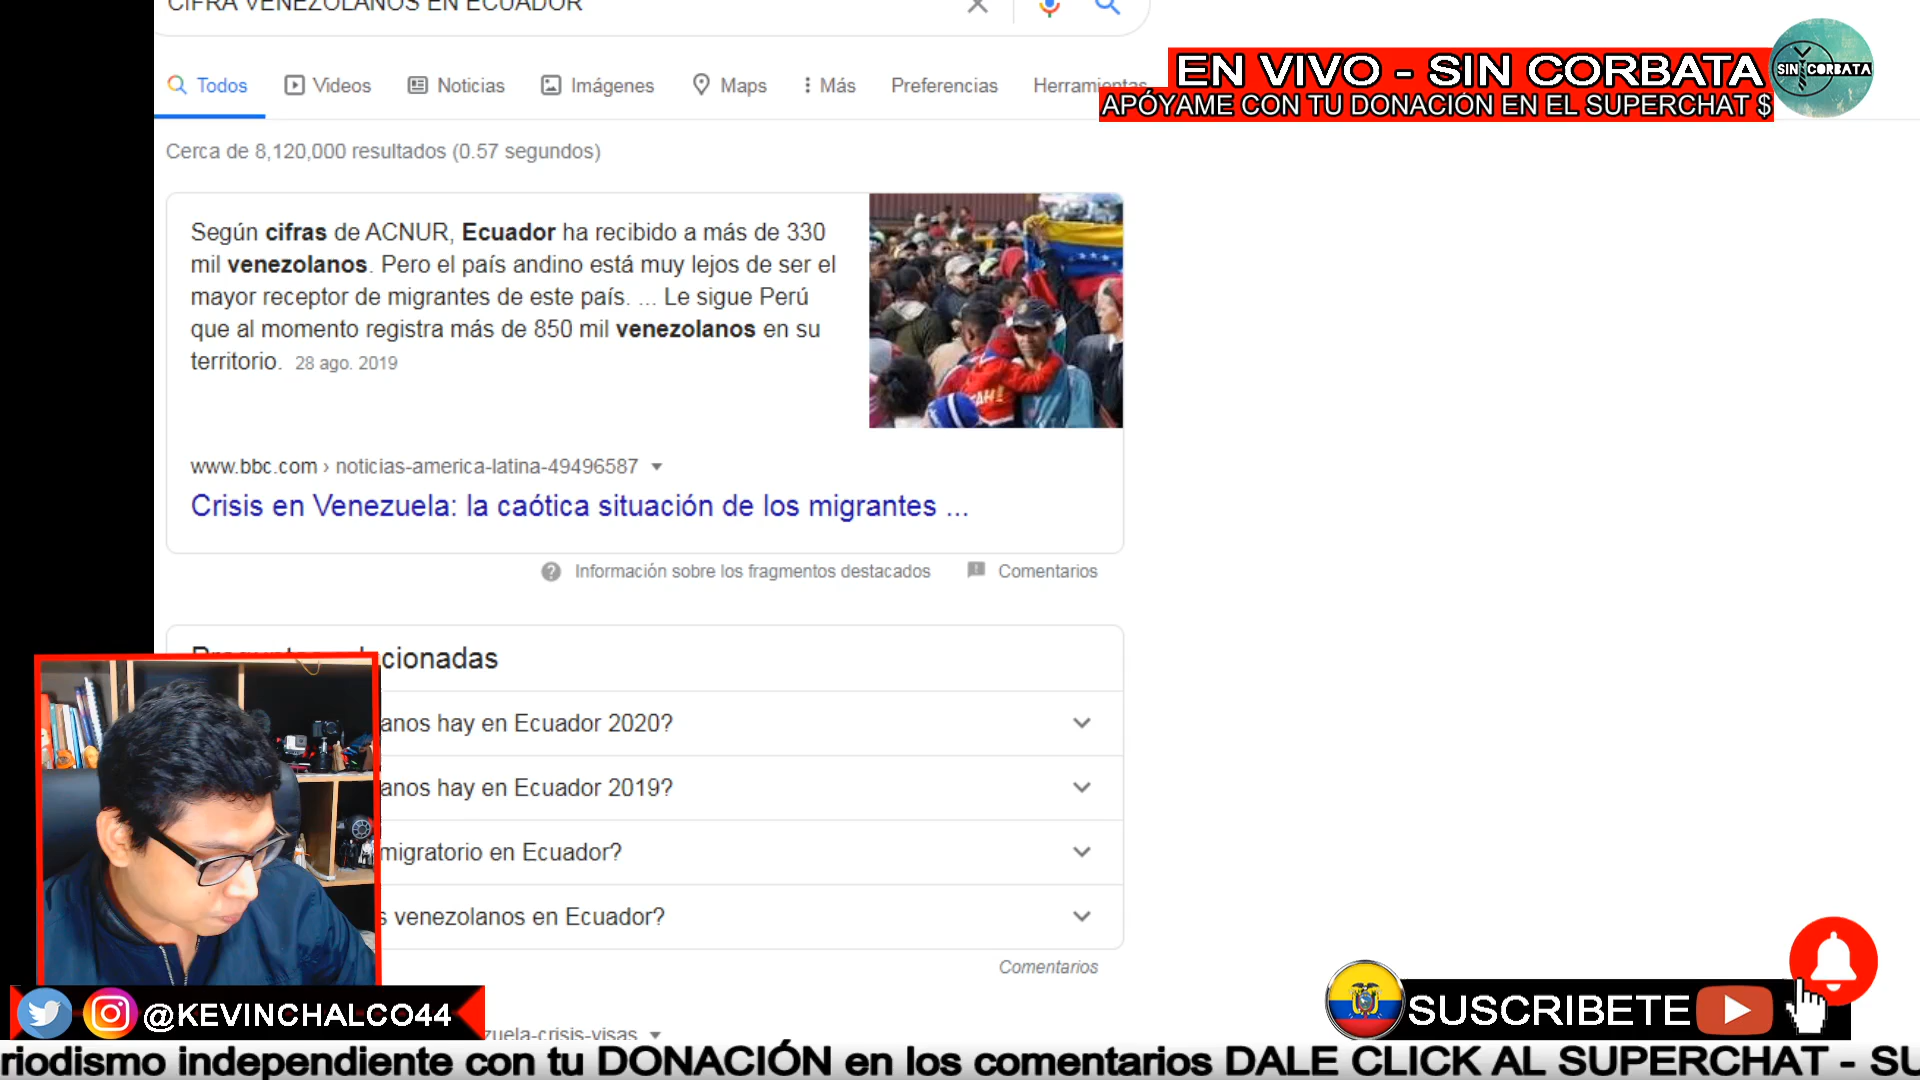 CIFRA VENEZOLANOS EN ECUADOR
Todos
Videos
Noticias
Imágenes
Maps
Más
Preferencias
Herramientas
EN VIVO - SIN CORBATA
APÓYAME CON TU DONACIÓN EN EL SUPERCHAT $
SIN CORBATA
Cerca de 8,120,000 resultados (0.57 segundos)
Según cifras de ACNUR, Ecuador ha recibido a más de 330
mil venezolanos. Pero el país andino está muy lejos de ser el
mayor receptor de migrantes de este país. ... Le sigue Perú
que al momento registra más de 850 mil venezolanos en su
territorio. 28 ago. 2019
www.bbc.com › noticias-america-latina-49496587
Crisis en Venezuela: la caótica situación de los migrantes ...
Información sobre los fragmentos destacados
Comentarios
cionadas
anos hay en Ecuador 2020?
anos hay en Ecuador 2019?
migratorio en Ecuador?
s venezolanos en Ecuador?
Comentarios
@KEVINCHALCO44
zuela-crisis-visas
SUSCRIBETE
riodismo independiente con tu DONACIÓN en los comentarios DALE CLICK AL SUPERCHAT - SU